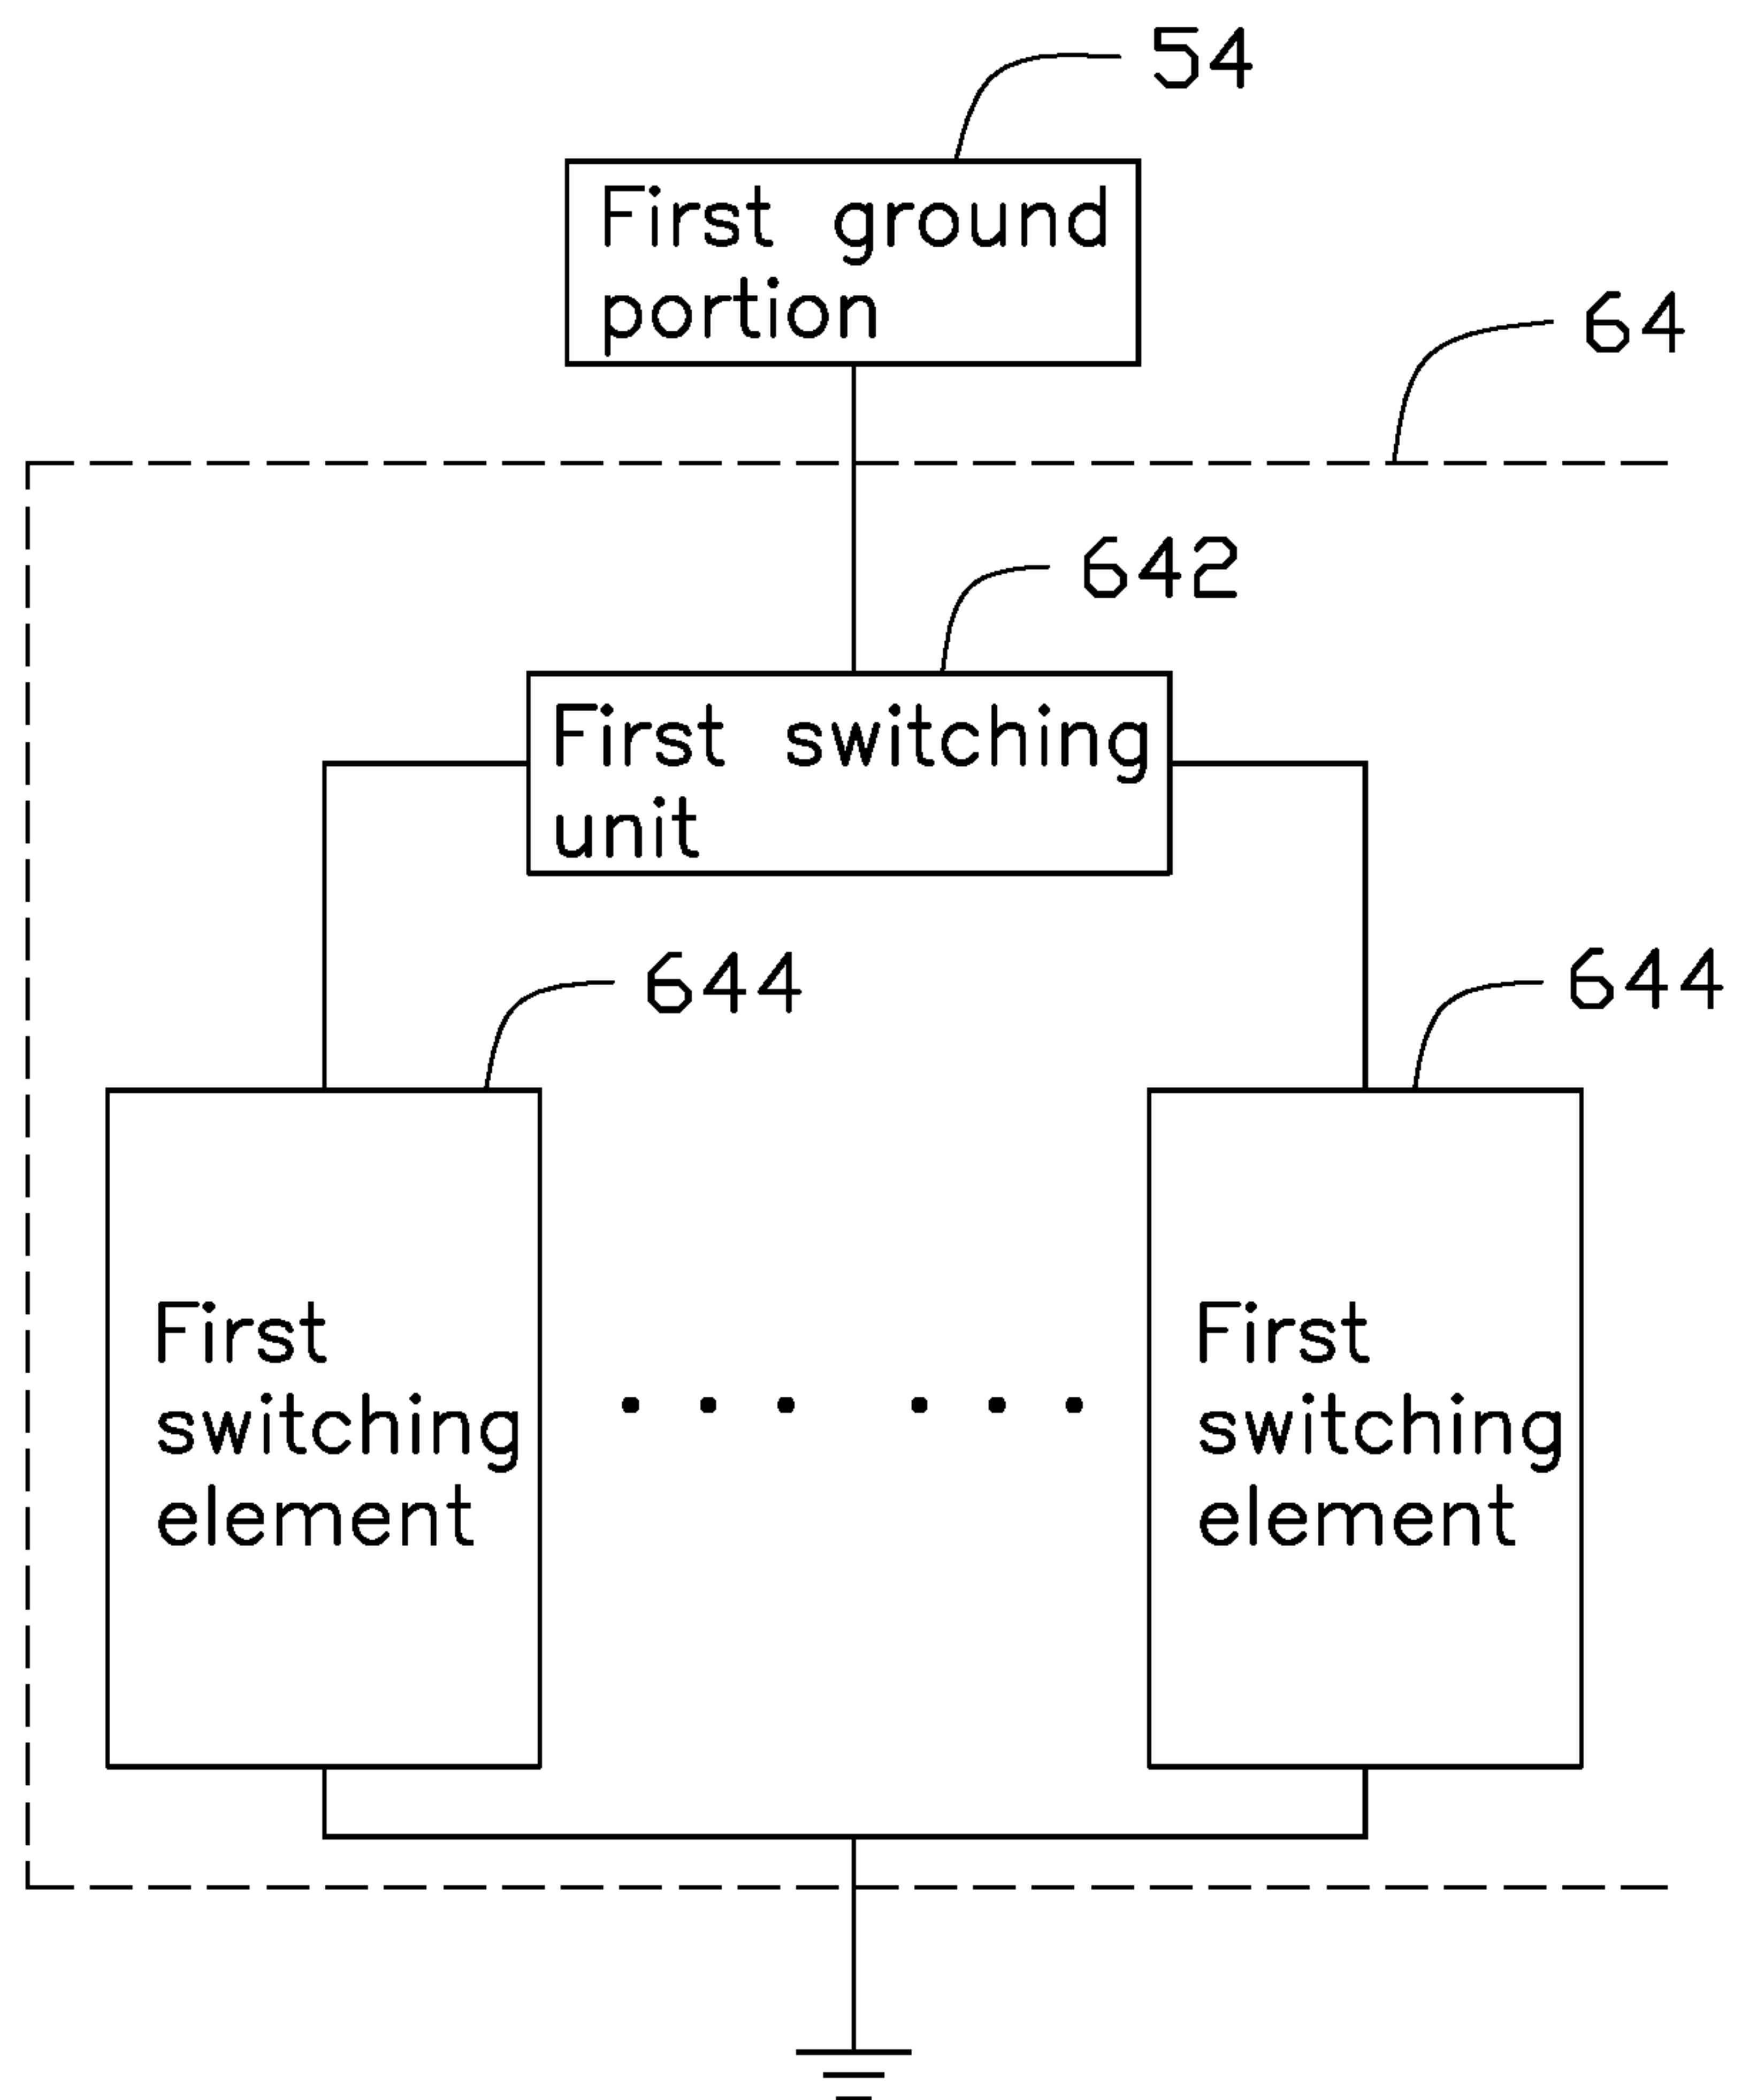 54
First ground
portion
64
642
First switching
unit
644
644
First
switching
element
First
switching
element